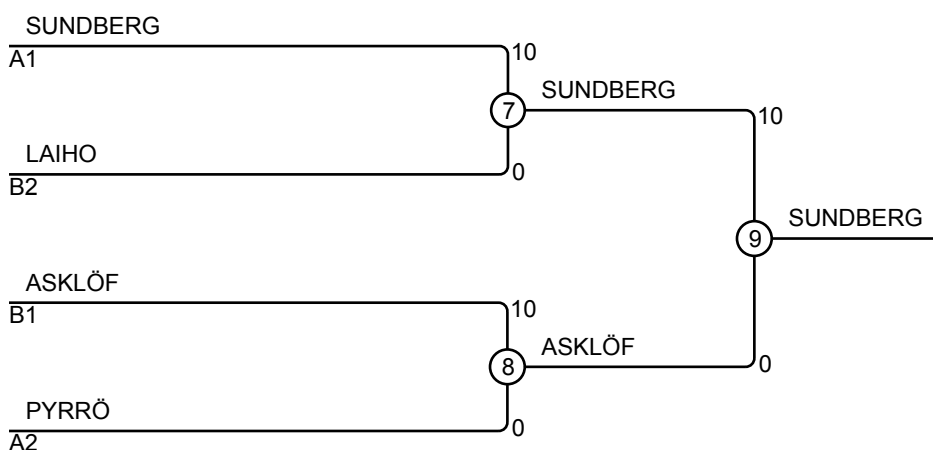 SUNDBERG
A1
10
7
SUNDBERG
10
LAIHO
B2
0
9
SUNDBERG
ASKLÖF
B1
10
8
ASKLÖF
0
PYRRÖ
A2
0